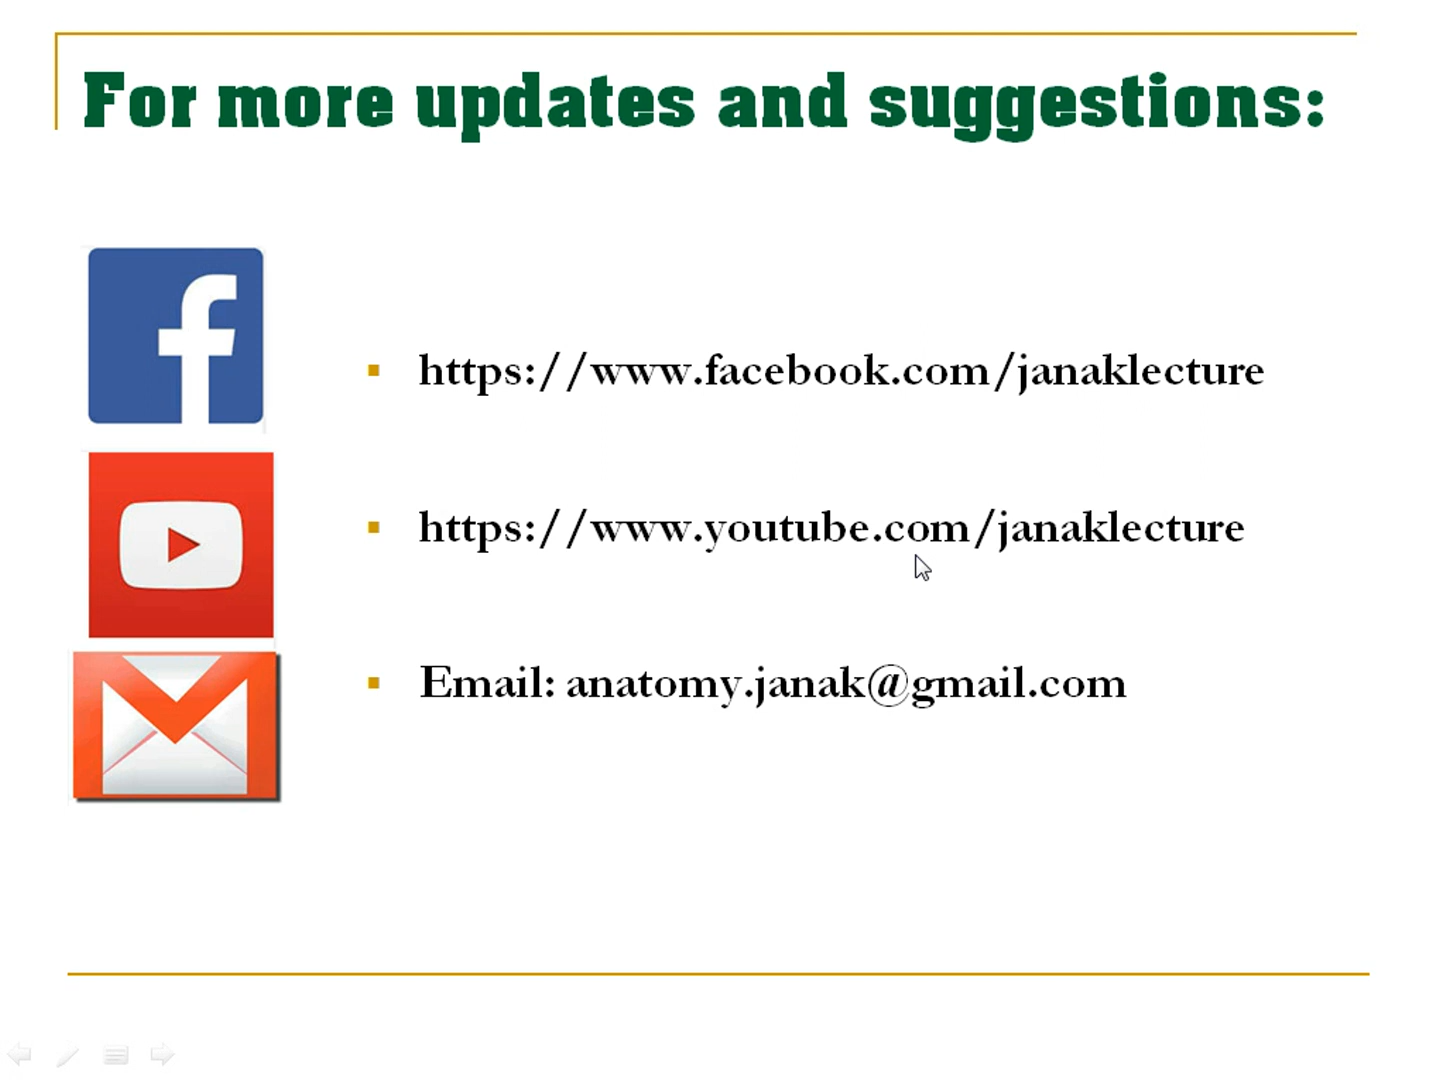 For more updates and suggestions:
https://www.facebook.com/janaklecture
https://www.youtube.com/janaklecture
Email: anatomy.janak@gmail.com